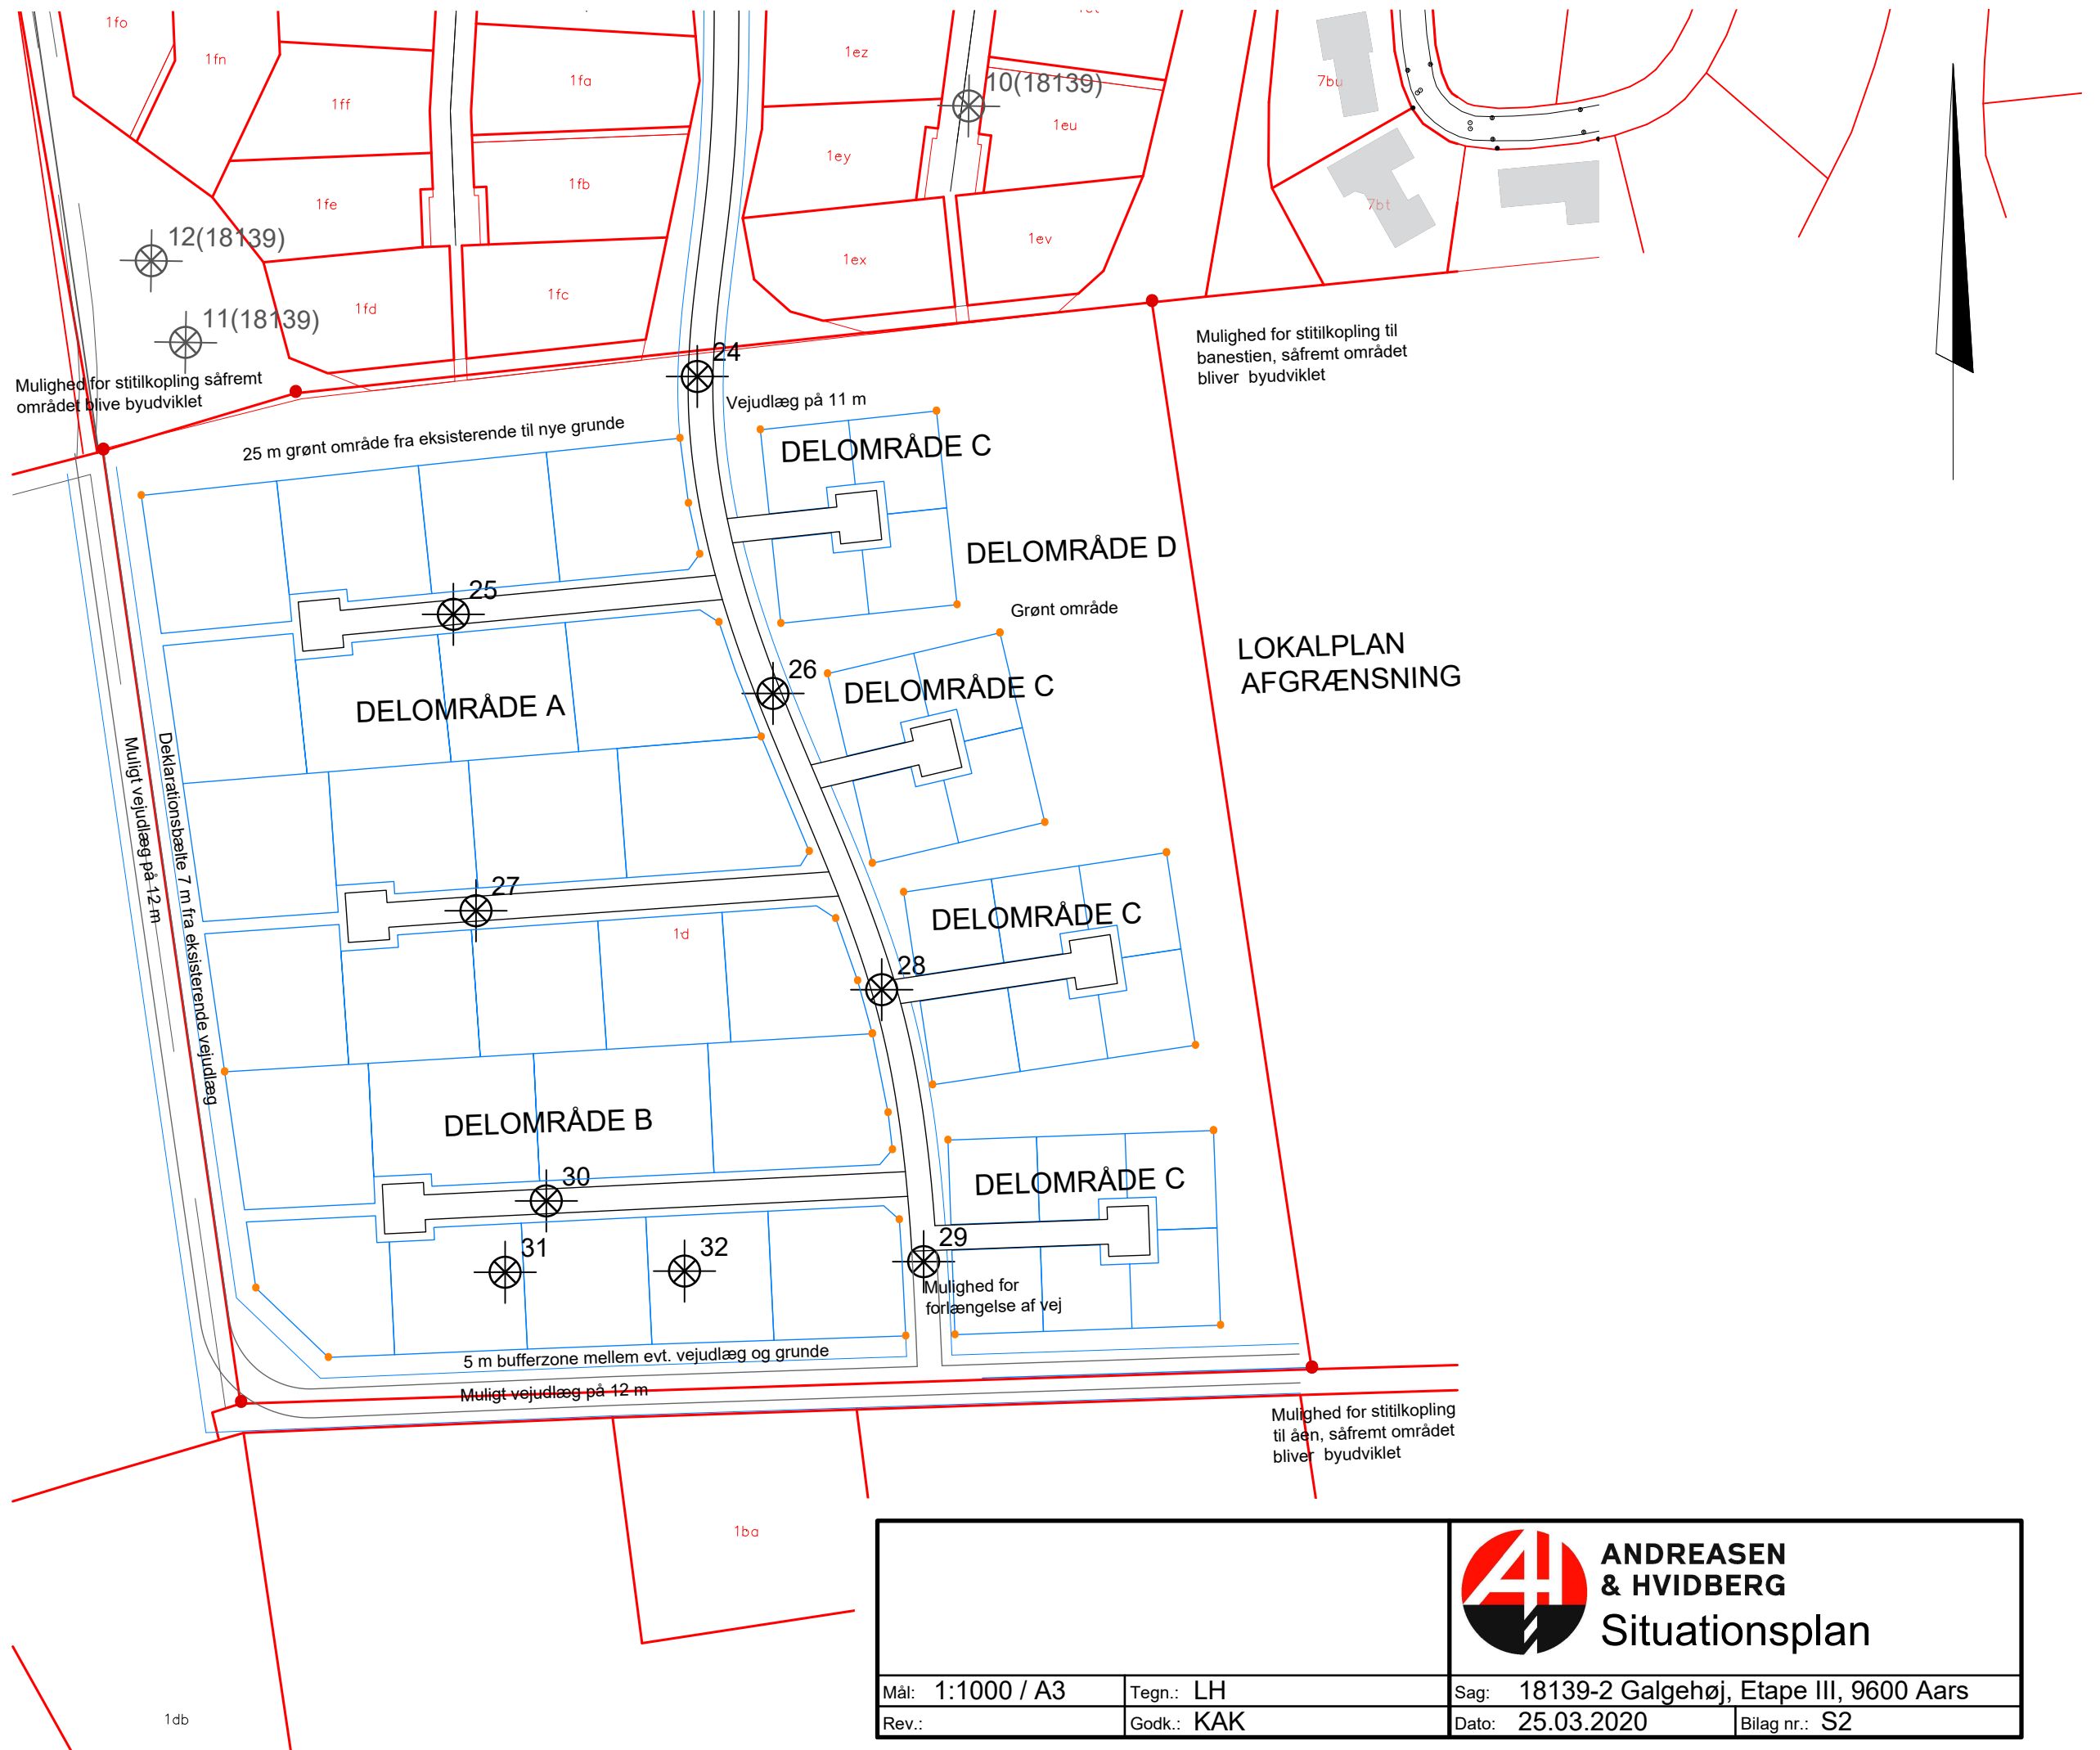 1fo
1fn
1ff
1fa
1ez
10(18139)
7bu
1eu
1ey
1fe
1fb
7bt
12(18139)
1ex
1ev
1fd
1fc
11(18139)
Mulighed for stitilkopling til
banestien, såfremt området
bliver byudviklet
Mulighed for stitilkopling såfremt
området blive byudviklet
24
Vejudlæg på 11 m
25 m grønt område fra eksisterende til nye grunde
DELOMRÅDE C
DELOMRÅDE D
25
Grønt område
LOKALPLAN
AFGRÆNSNING
26
DELOMRÅDE C
DELOMRÅDE A
Muligt vejudlæg på 12 m
Deklarationsbælte 7 m fra eksisterende vejudlæg
27
1d
DELOMRÅDE C
28
DELOMRÅDE B
30
DELOMRÅDE C
31
32
29
Mulighed for
forlængelse af vej
5 m bufferzone mellem evt. vejudlæg og grunde
Muligt vejudlæg på 12 m
Mulighed for stitilkopling
til åen, såfremt området
bliver byudviklet
1ba
1db
ANDREASEN
& HVIDBERG
Situationsplan
Mål: 1:1000 / A3
Tegn.: LH
Sag: 18139-2 Galgehøj, Etape III, 9600 Aars
Rev.:
Godk.: KAK
Dato: 25.03.2020
Bilag nr.: S2